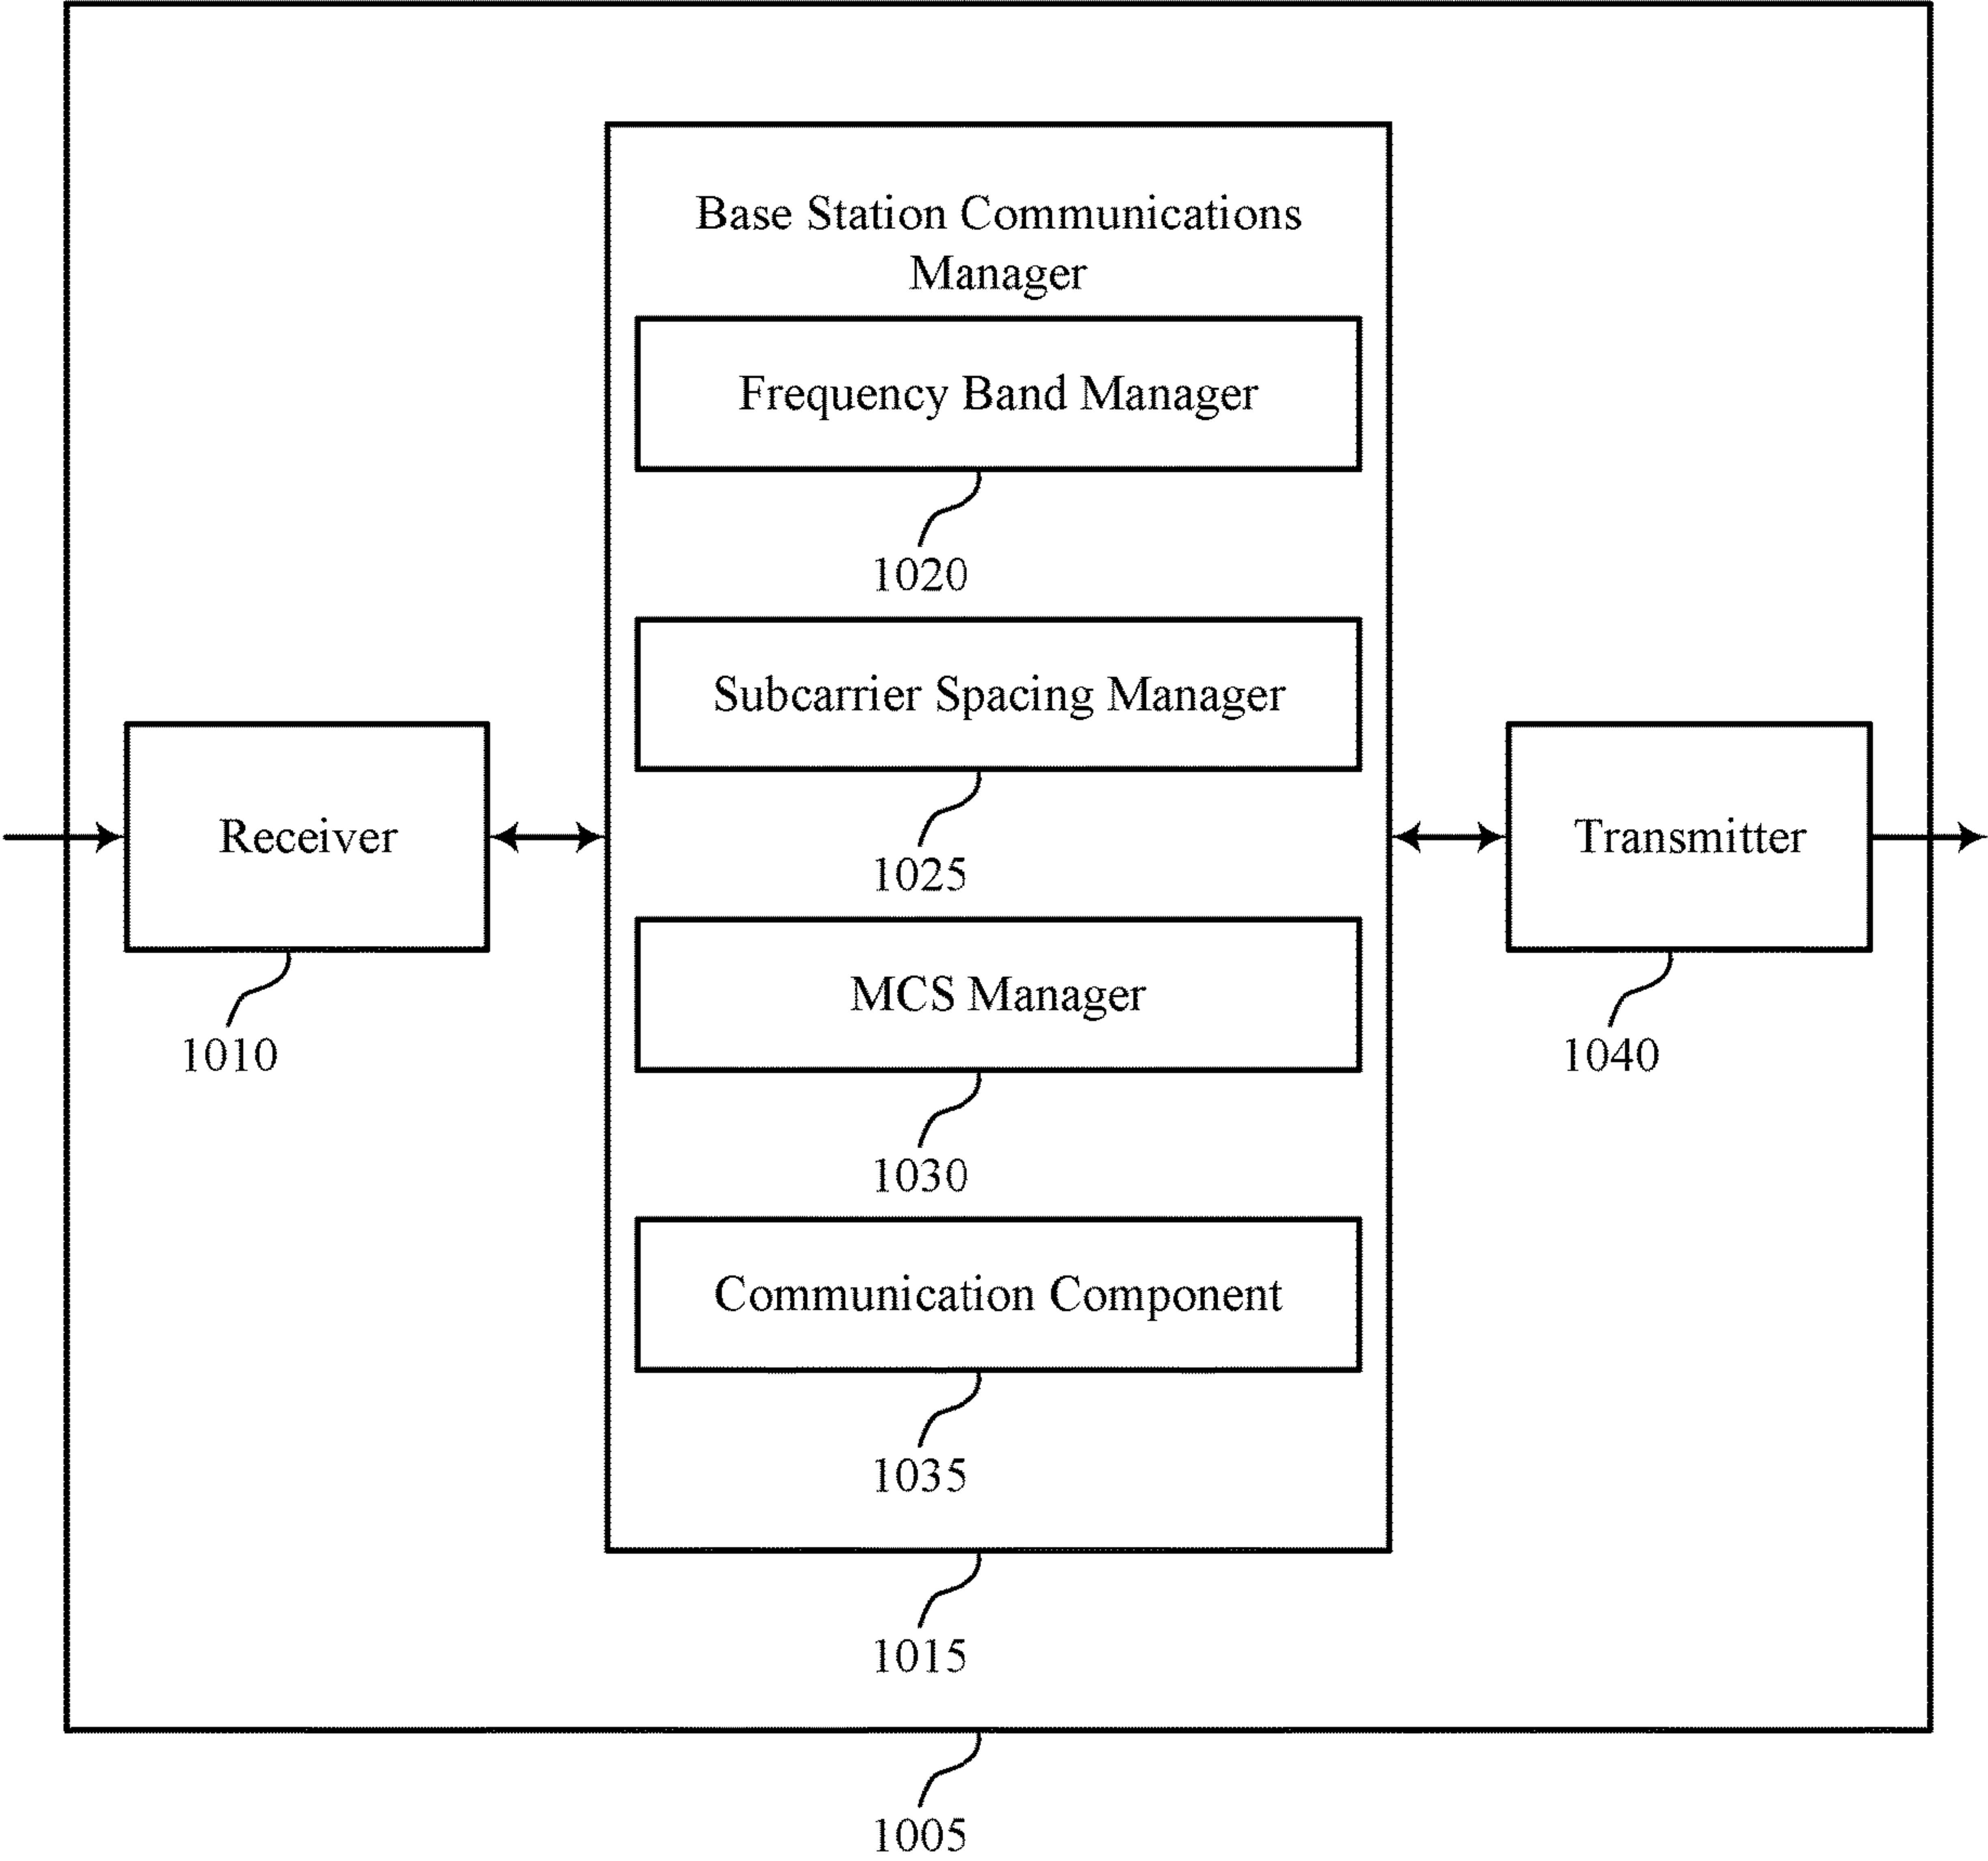 Base Station Communications
Manager
Frequency Band Manager
1020
Subcarrier Spacing Manager
1025
Receiver
1010
MCS Manager
1030
Transmitter
1040
Communication Component
1035
1015
1005